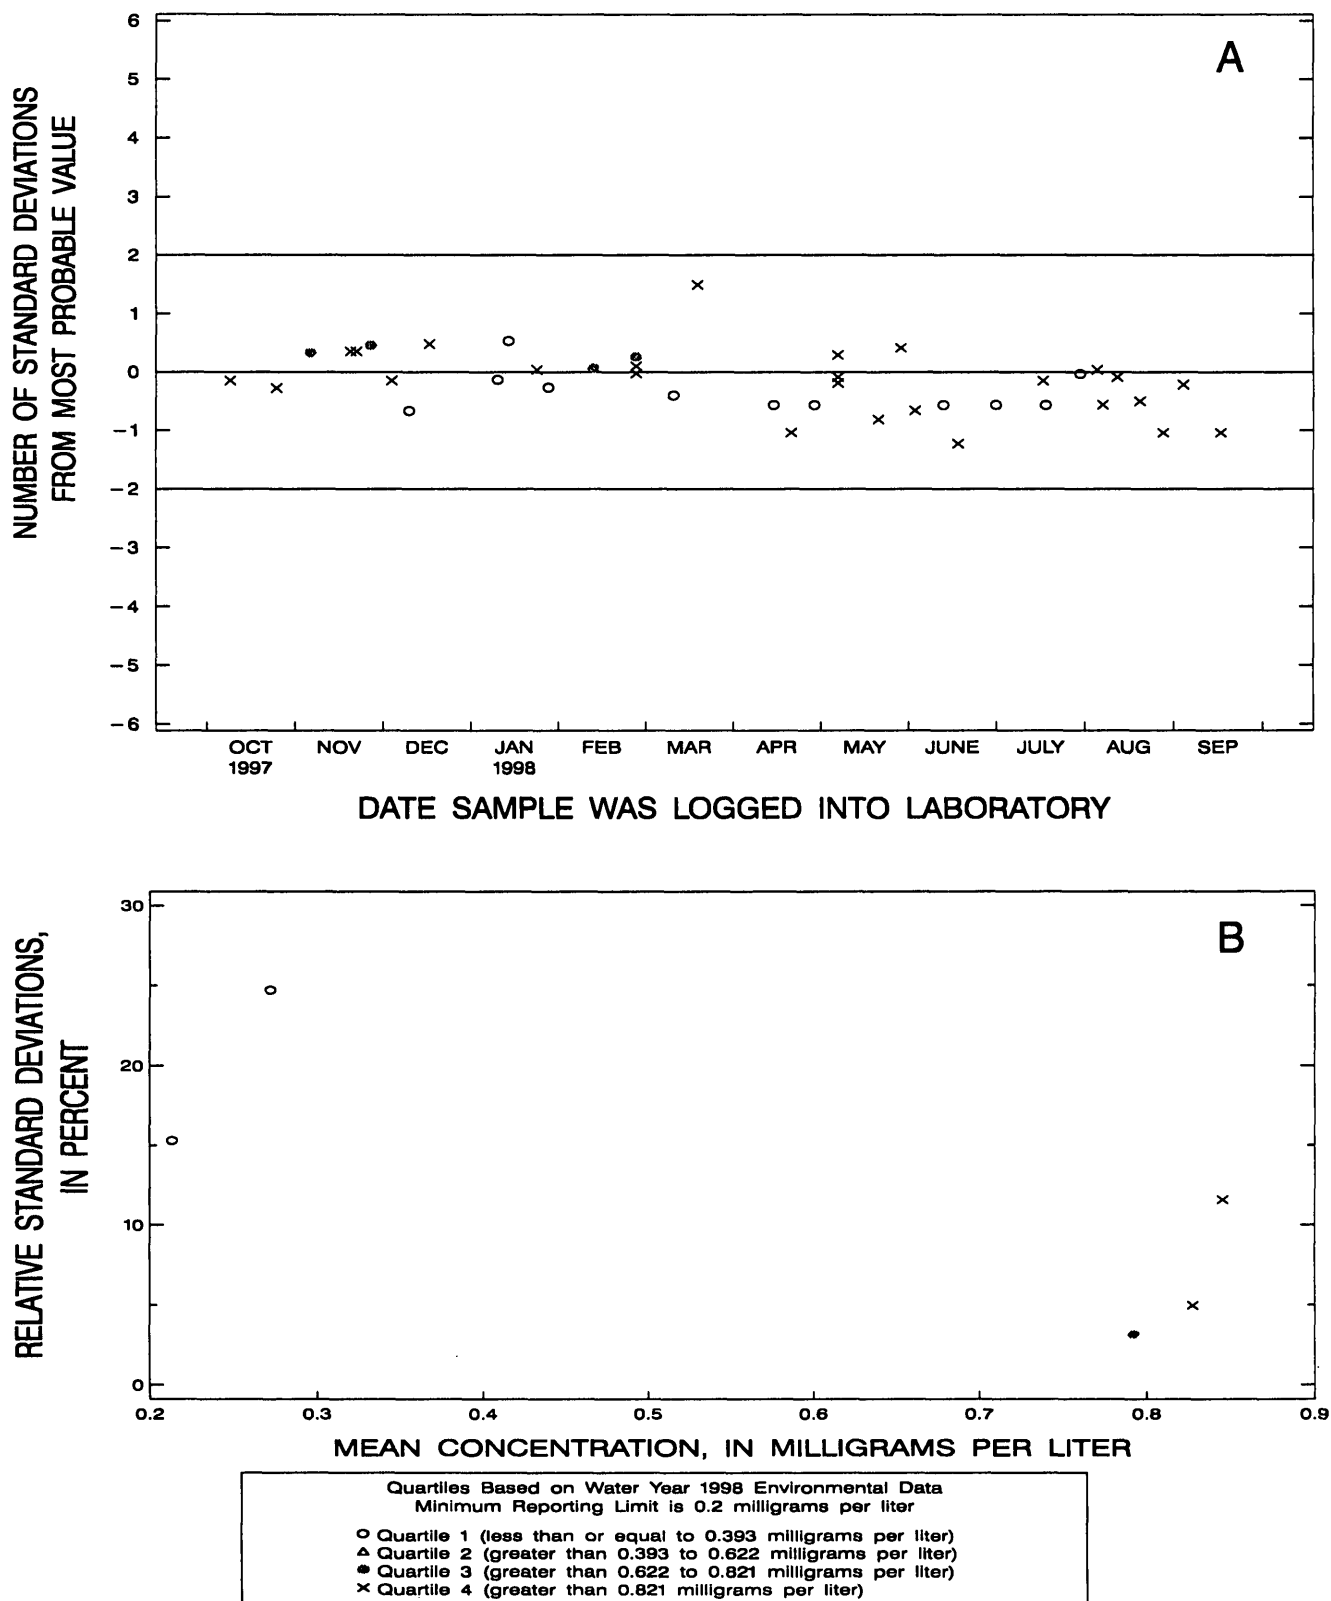 A
NUMBER OF STANDARD DEVIATIONS
FROM MOST PROBABLE VALUE
6
5
4
3
2
1
0
−1
−2
−3
−4
−5
−6
OCT NOV DEC JAN FEB MAR APR MAY JUNE JULY AUG SEP
1997 1998
DATE SAMPLE WAS LOGGED INTO LABORATORY
B
RELATIVE STANDARD DEVIATIONS,
IN PERCENT
30
20
10
0
0.2 0.3 0.4 0.5 0.6 0.7 0.8 0.9
MEAN CONCENTRATION, IN MILLIGRAMS PER LITER
Quartiles Based on Water Year 1998 Environmental Data
Minimum Reporting Limit is 0.2 milligrams per liter
Quartile 1 (less than or equal to 0.393 milligrams per liter)
Quartile 2 (greater than 0.393 to 0.622 milligrams per liter)
Quartile 3 (greater than 0.622 to 0.821 milligrams per liter)
Quartile 4 (greater than 0.821 milligrams per liter)